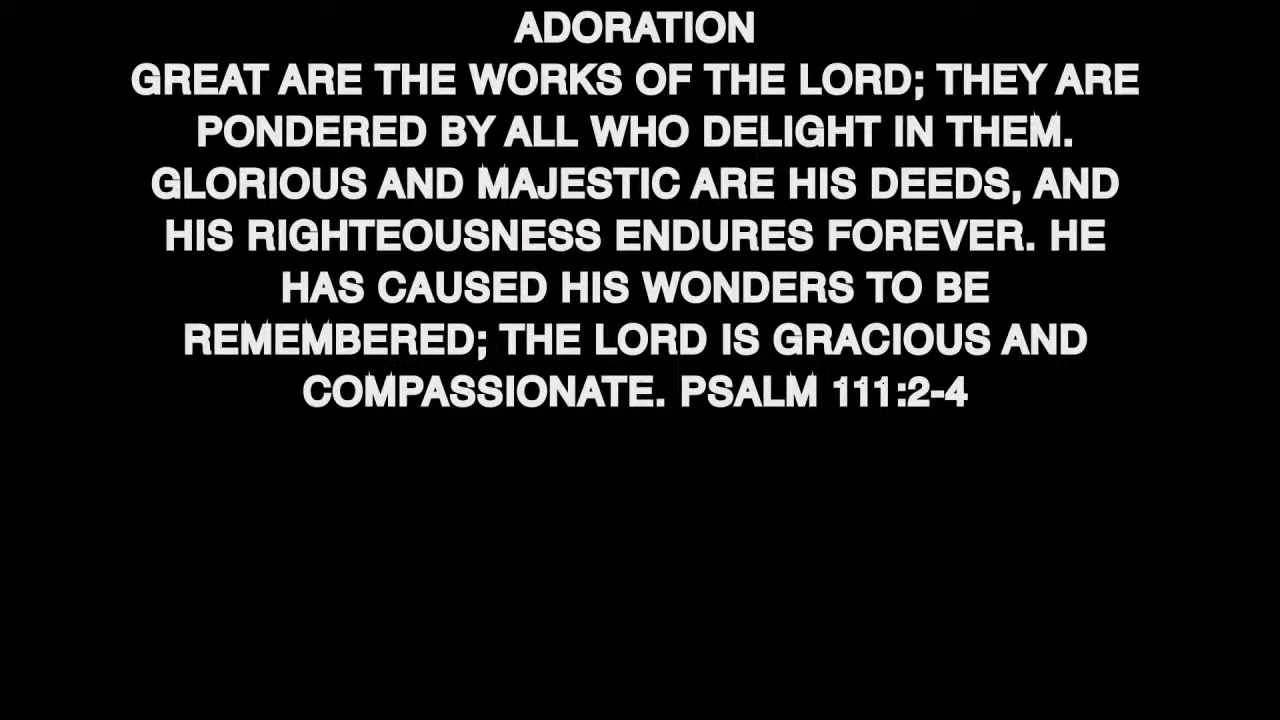 ADORATION
GREAT ARE THE WORKS OF THE LORD; THEY ARE
PONDERED BY ALL WHO DELIGHT IN THEM.
GLORIOUS AND MAJESTIC ARE HIS DEEDS, AND
HIS RIGHTEOUSNESS ENDURES FOREVER. HE
HAS CAUSED HIS WONDERS TO BE
REMEMBERED; THE LORD IS GRACIOUS AND
COMPASSIONATE. PSALM 111:2-4